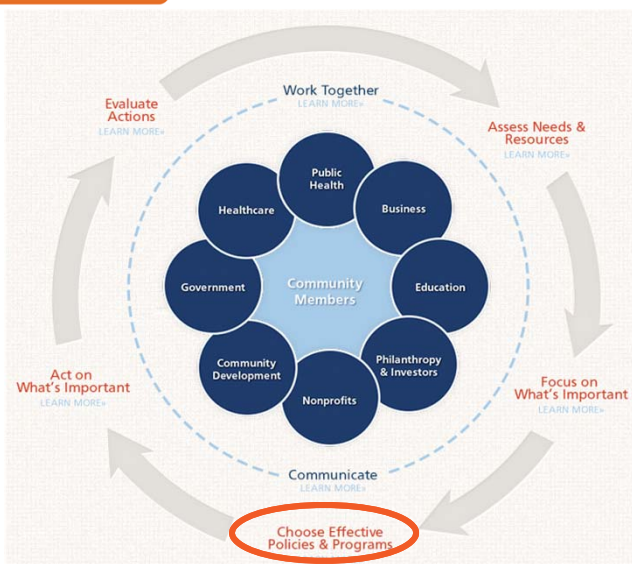 Work Together
LEARN MORE»
Evaluate
Actions
LEARN MORE»
Assess Needs &
Resources
LEARN MORE»
Public
Health
Healthcare
Business
Government
Community
Members
Education
Community
Development
Philanthropy
& Investors
Nonprofits
Act on
What's Important
LEARN MORE»
Focus on
What's Important
LEARN MORE»
Communicate
LEARN MORE»
Choose Effective
Policies & Programs